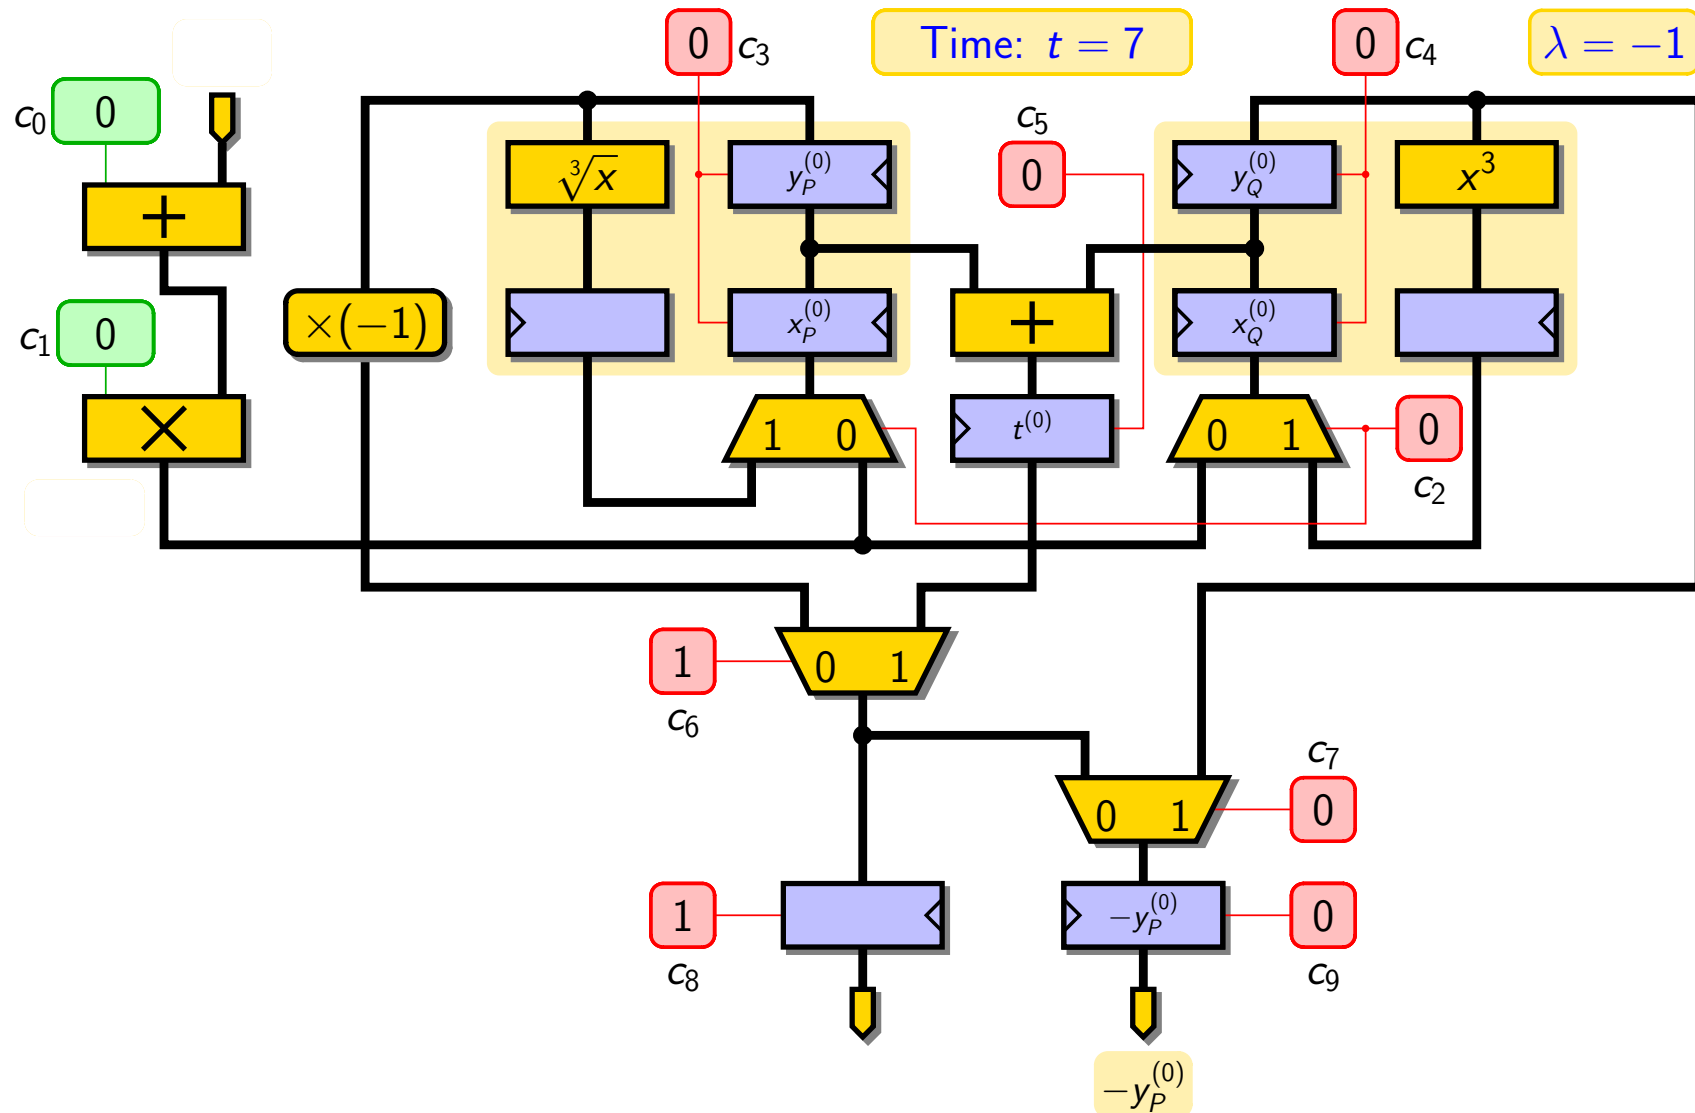 0 c₃ Time: t = 7 0 c₄ λ = −1
c₀ 0
c₅
+ ∛x y_P^(0) 0 y_Q^(0) x³
c₁ 0 ×(−1) x_P^(0) + x_Q^(0)
× 1 0 t^(0) 0 1 0
c₂
1 0 1
c₆
c₇
0 1 0
1 −y_P^(0) 0
c₈ c₉
−y_P^(0)